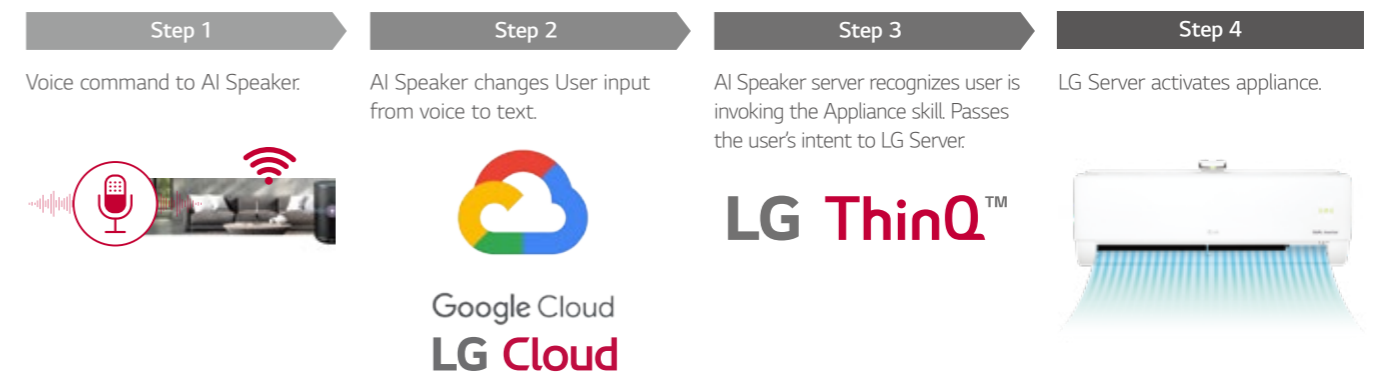 Step 1
Voice command to AI Speaker.
Step 2
AI Speaker changes User input
from voice to text.
Google Cloud
LG Cloud
Step 3
AI Speaker server recognizes user is
invoking the Appliance skill. Passes
the user's intent to LG Server.
LG ThinQ™
Step 4
LG Server activates appliance.